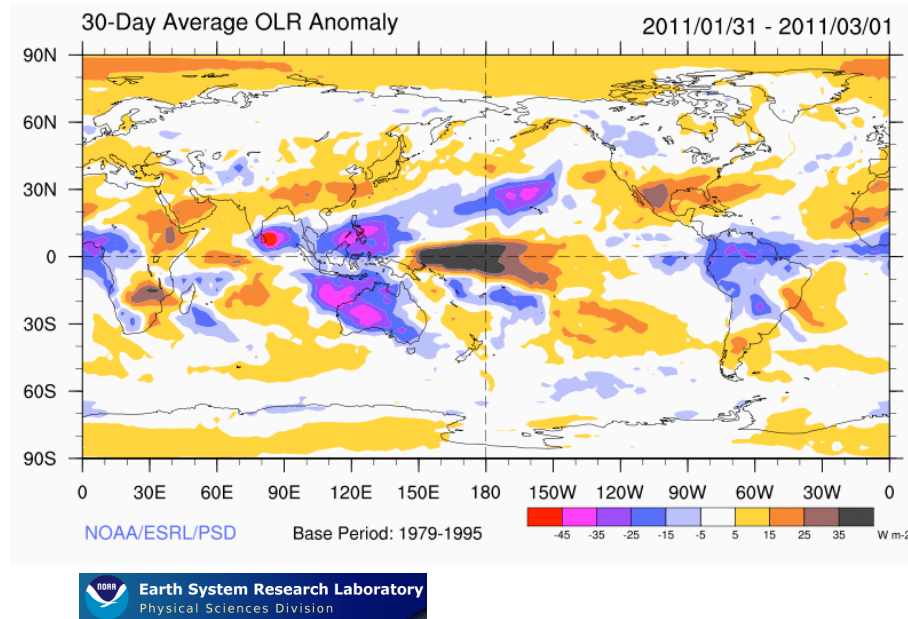 30-Day Average OLR Anomaly 2011/01/31 - 2011/03/01
90N
60N
30N
0
30S
60S
90S
0 30E 60E 90E 120E 150E 180 150W 120W 90W 60W 30W 0
-45 -35 -25 -15 -5 5 15 25 35 W m-2
NOAA/ESRL/PSD Base Period: 1979-1995
NOAA
Earth System Research Laboratory
Physical Sciences Division